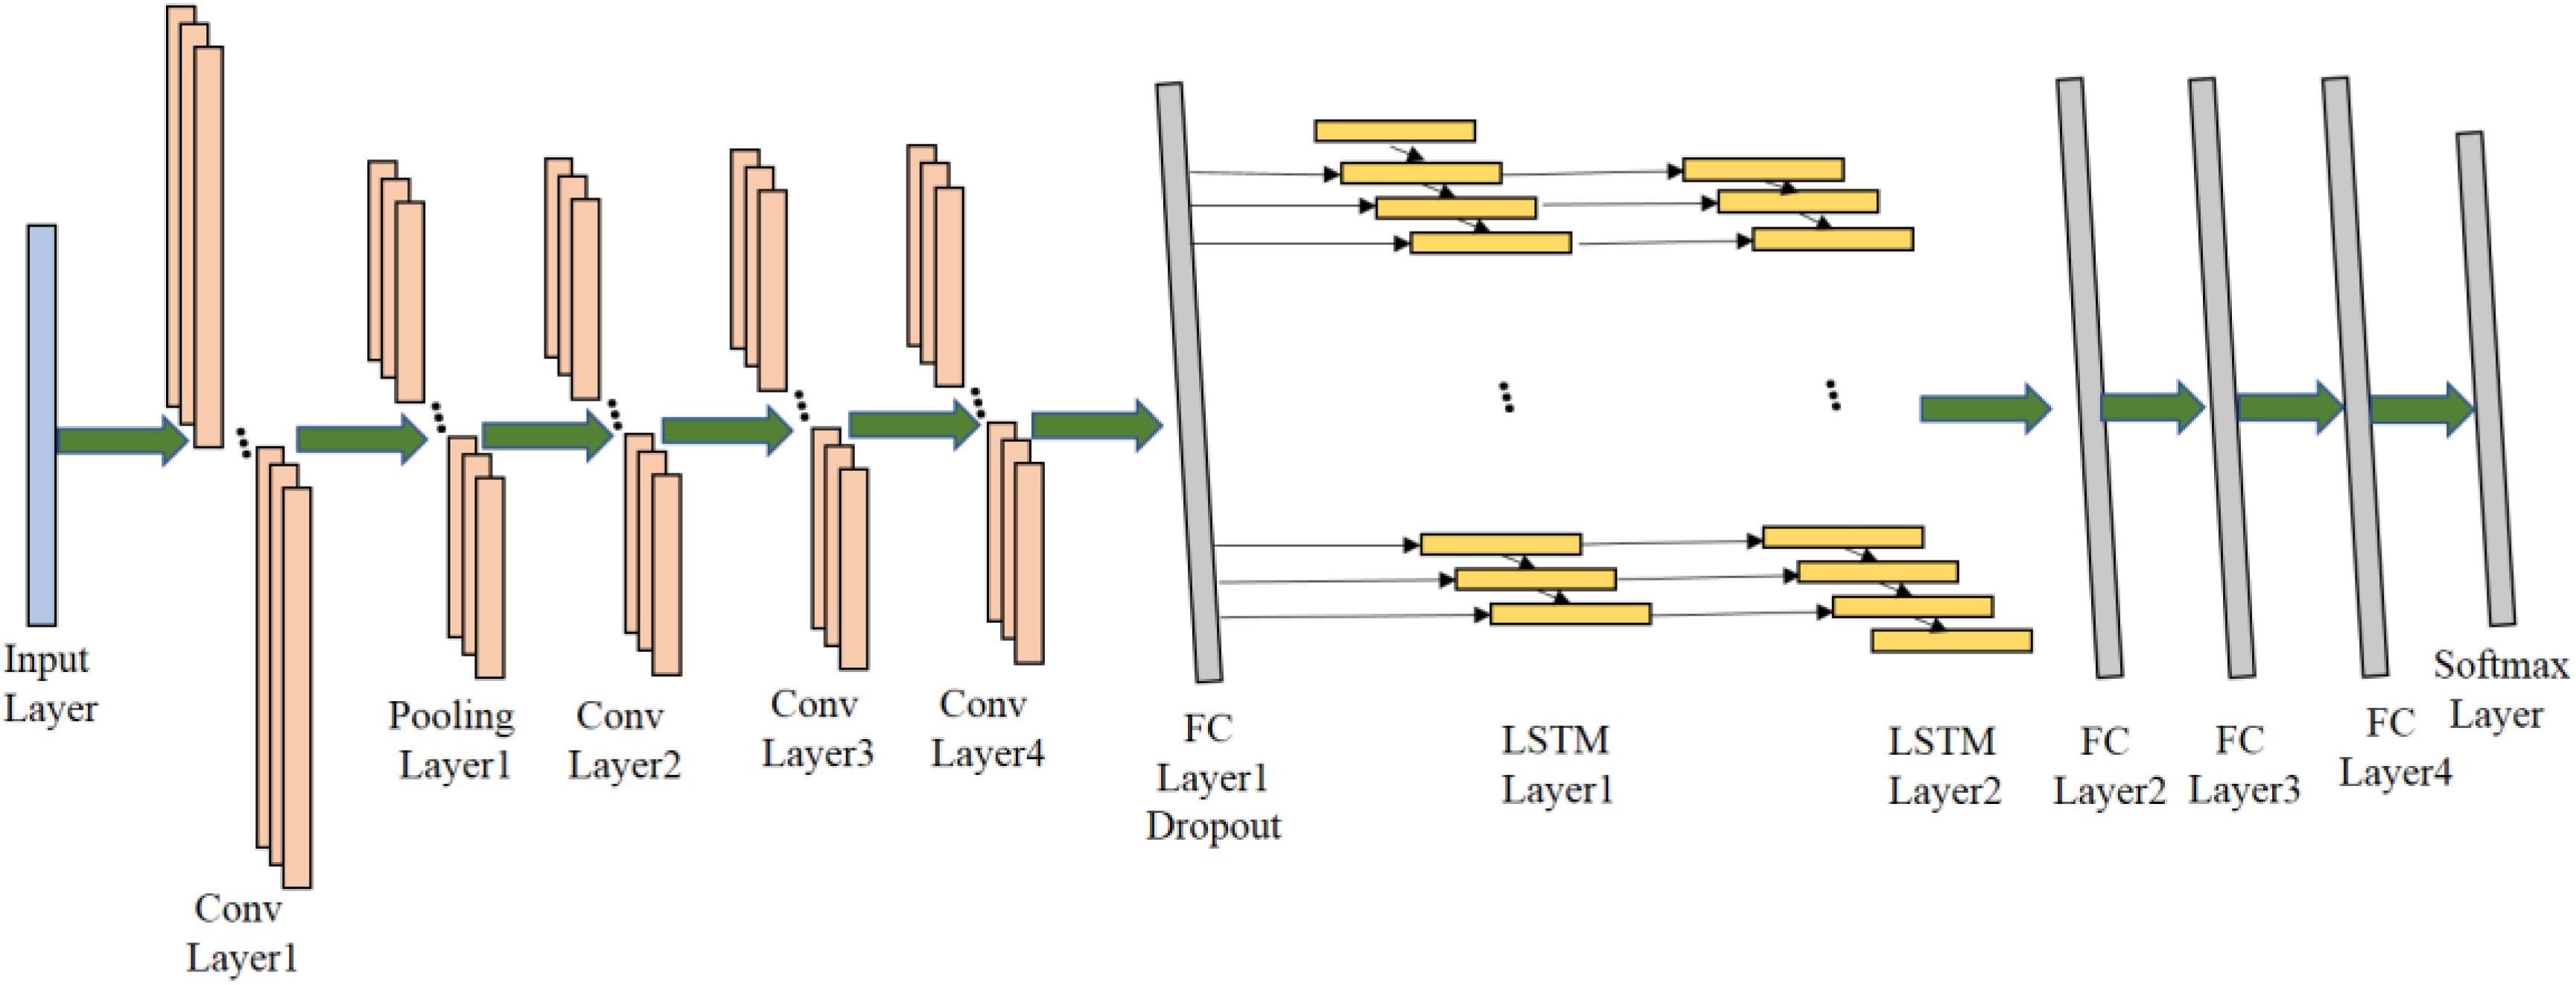 Input
Layer
Conv
Layer1
Pooling
Layer1
Conv
Layer2
Conv
Layer3
Conv
Layer4
FC
Layer1
Dropout
LSTM
Layer1
LSTM
Layer2
FC
Layer2
FC
Layer3
FC
Layer4
Softmax
Layer